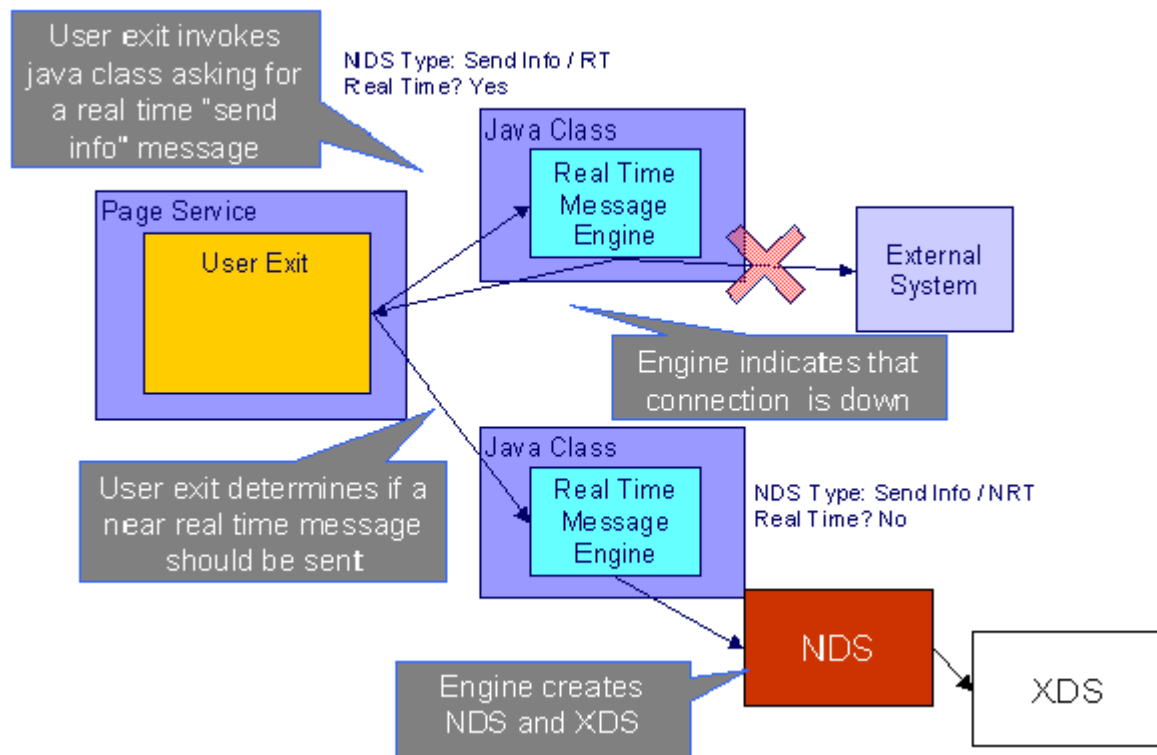 User exit invokes
java class asking for
a real time "send
info" message
NDS Type: Send Info / RT
Real Time? Yes
Java Class
Real Time
Message
Engine
Page Service
User Exit
External
System
Engine indicates that
connection is down
User exit determines if a
near real time message
should be sent
Java Class
Real Time
Message
Engine
NDS Type: Send Info / NRT
Real Time? No
NDS
XDS
Engine creates
NDS and XDS